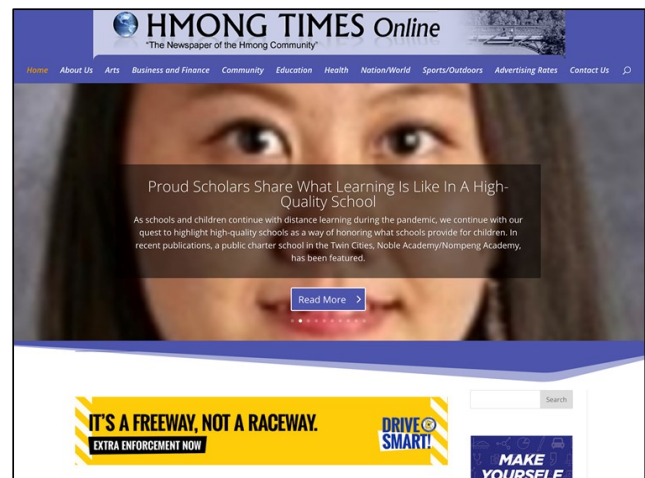 HMONG TIMES Online
"The Newspaper of the Hmong Community"
Home About Us Arts Business and Finance Community Education Health Nation/World Sports/Outdoors Advertising Rates Contact Us
Proud Scholars Share What Learning Is Like In A High-
Quality School
As schools and children continue with distance learning during the pandemic, we continue with our
quest to highlight high-quality schools as a way of honoring what schools provide for children. In
recent publications, a public charter school in the Twin Cities, Noble Academy/Nompeng Academy,
has been featured.
Read More
Search
IT'S A FREEWAY, NOT A RACEWAY.
EXTRA ENFORCEMENT NOW
DRIVE
SMART!
MAKE
YOURSELF